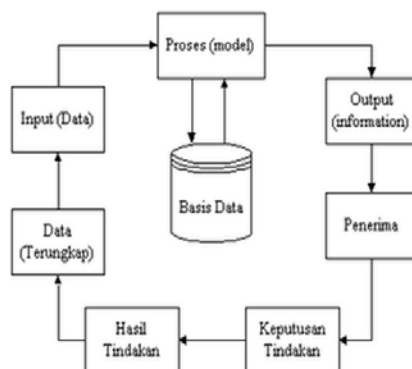 Proses (model)
Input (Data)
Output
(information)
Basis Data
Data
(Terungkap)
Penerima
Hasil
Tindakan
Keputusan
Tindakan